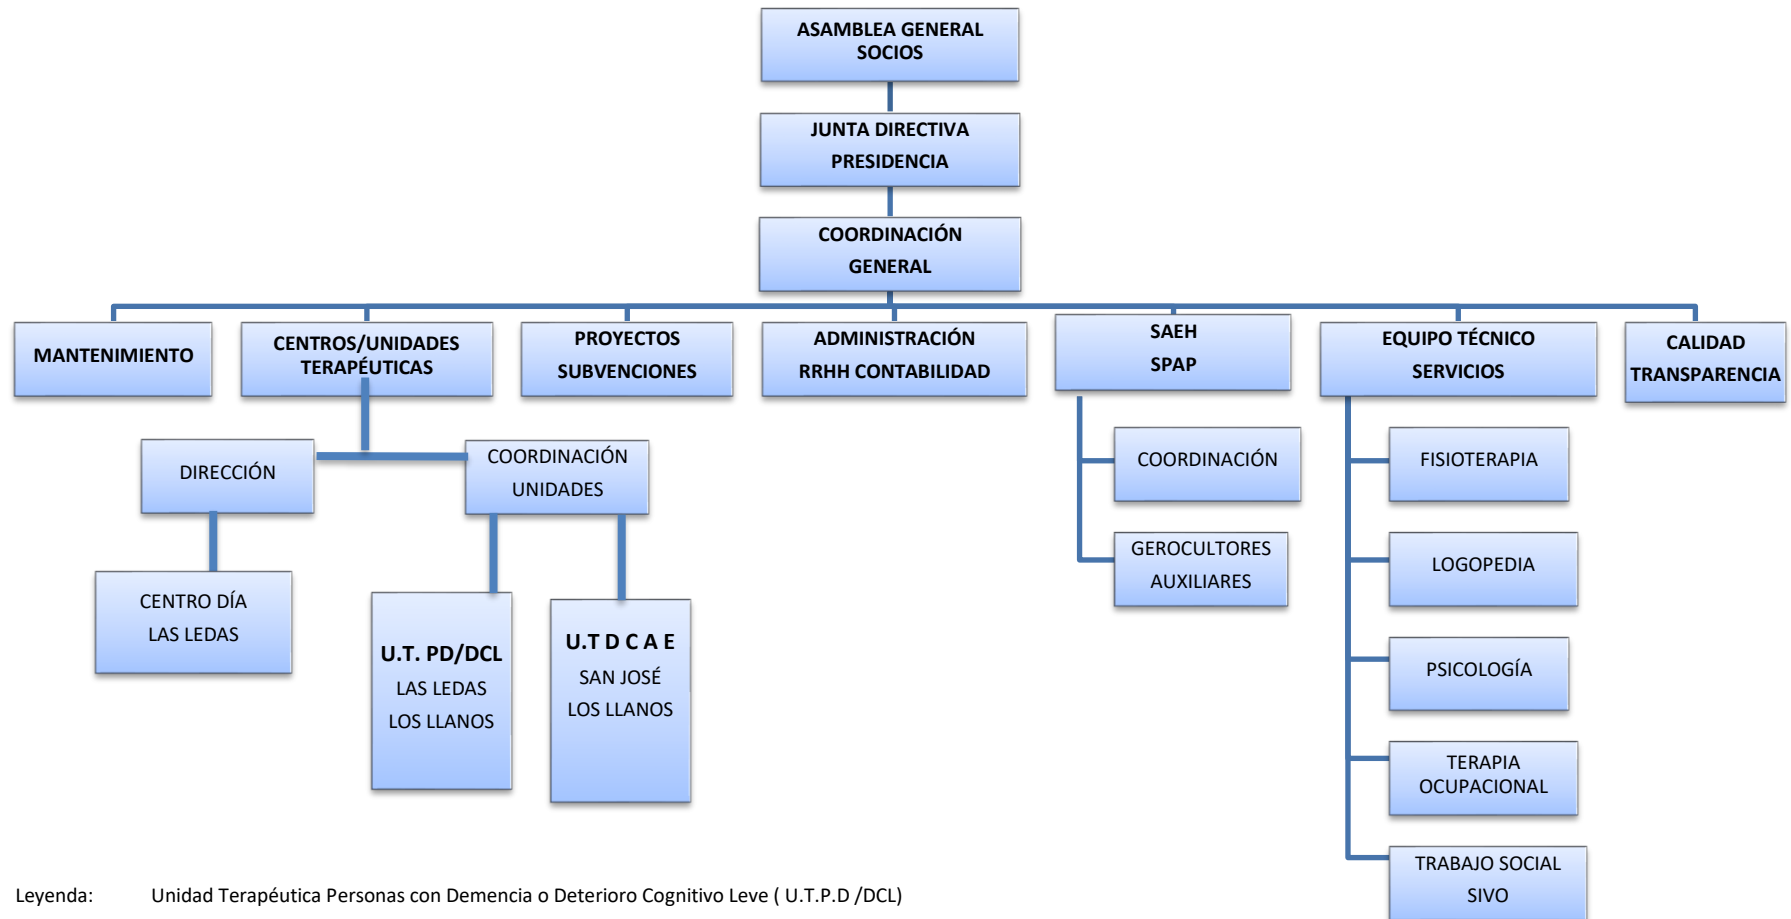 ASAMBLEA GENERAL
SOCIOS
JUNTA DIRECTIVA
PRESIDENCIA
COORDINACIÓN
GENERAL
MANTENIMIENTO
CENTROS/UNIDADES
TERAPÉUTICAS
PROYECTOS
SUBVENCIONES
ADMINISTRACIÓN
RRHH CONTABILIDAD
SAEH
SPAP
EQUIPO TÉCNICO
SERVICIOS
CALIDAD
TRANSPARENCIA
DIRECCIÓN
COORDINACIÓN
UNIDADES
COORDINACIÓN
FISIOTERAPIA
GEROCULTORES
AUXILIARES
LOGOPEDIA
CENTRO DÍA
LAS LEDAS
U.T. PD/DCL
LAS LEDAS
LOS LLANOS
U.T D C A E
SAN JOSÉ
LOS LLANOS
PSICOLOGÍA
TERAPIA
OCUPACIONAL
TRABAJO SOCIAL
SIVO
Leyenda: Unidad Terapéutica Personas con Demencia o Deterioro Cognitivo Leve ( U.T.P.D /DCL)